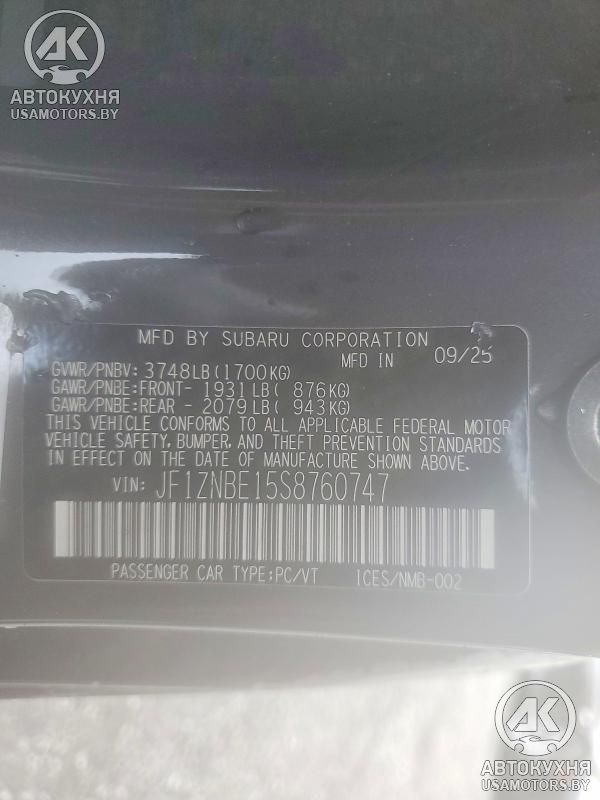 AK
АВТОКУХНЯ
USAMOTORS.BY
MFD BY SUBARU CORPORATION
MFD IN 09/25
GVWR/PNBV: 3748LB(1700KG)
GAWR/PNBE:FRONT- 1931LB( 876KG)
GAWR/PNBE:REAR - 2079LB( 943KG)
THIS VEHICLE CONFORMS TO ALL APPLICABLE FEDERAL MOTOR
VEHICLE SAFETY, BUMPER, AND THEFT PREVENTION STANDARDS
IN EFFECT ON THE DATE OF MANUFACTURE SHOWN ABOVE.
VIN: JF1ZNBE15S8760747
PASSENGER CAR TYPE:PC/VT ICES/NMB-002
AK
АВТОКУХНЯ
USAMOTORS.BY